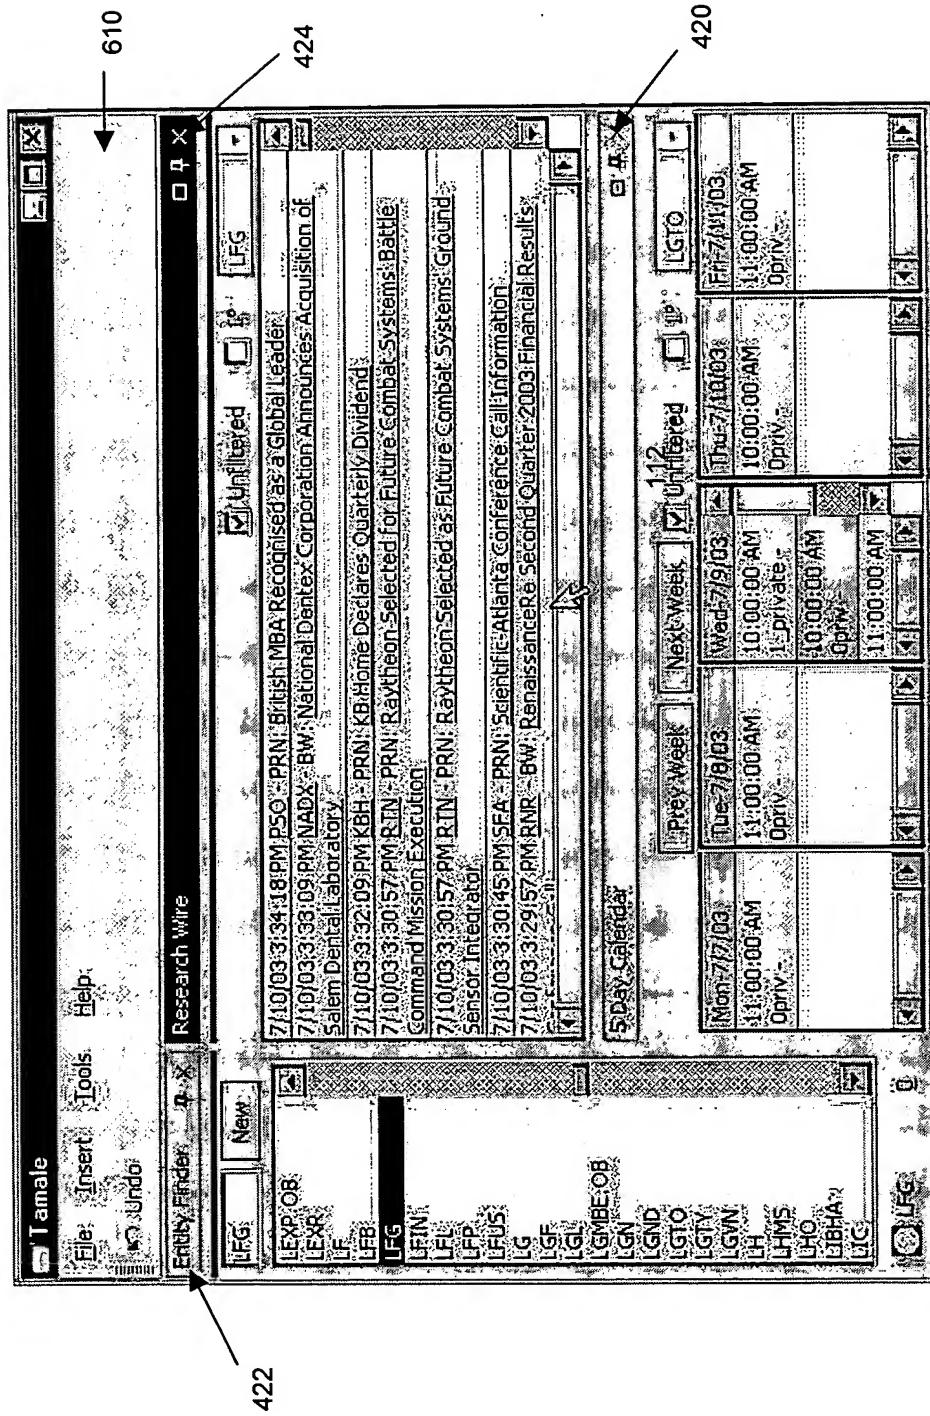 610
424
Tamale
File Insert Tools Help
Undo
Entity Finder
Research Wire
LFG New
Unfiltered LFG
LEXP.OB
LEXR
LF
LFB
LFG
LFIN
LFL
LFP
LFUS
LG
LGF
LGL
LGMBE.OB
LGN
LGND
LGTO
LGTY
LGVN
LH
LHMS
LHO
LIBHA
LIC
7/10/03 3:34:18 PM PSO - PRN; British MBA Recognised as a Global Leader
7/10/03 3:33:09 PM NADX - BW; National Dentex Corporation Announces Acquisition of
Salem Dental Laboratory
7/10/03 3:32:09 PM KBH - PRN; KB Home Declares Quarterly Dividend
7/10/03 3:30:57 PM RTN - PRN; Raytheon Selected for Future Combat Systems Battle
Command Mission Execution
7/10/03 3:30:57 PM RTN - PRN; Raytheon Selected as Future Combat Systems Ground
Sensor Integrator
7/10/03 3:30:45 PM SFA - PRN; Scientific-Atlanta Conference Call Information
7/10/03 3:29:57 PM RNR - BW; RenaissanceRe Second Quarter 2003 Financial Results
5 Day Calendar
420
Prev Week Next Week Unfiltered LGTO
112
Mon-7/7/03 Tue-7/8/03 Wed-7/9/03 Thu-7/10/03 Fri-7/11/03
11:00:00 AM 11:00:00 AM 10:00:00 AM 10:00:00 AM 11:00:00 AM
0priv - 0priv - 1_private - 0priv - 0priv -
10:00:00 AM
0priv -
11:00:00 AM
LFG 0
422